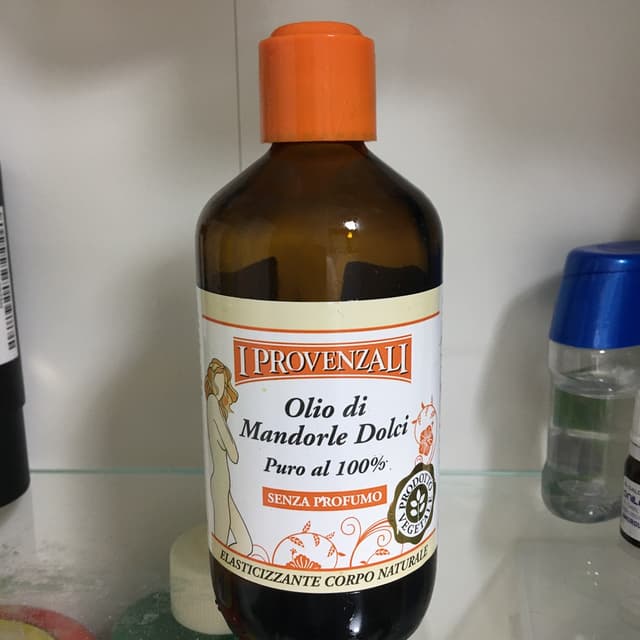 I PROVENZALI
Olio di
Mandorle Dolci
Puro al 100%
SENZA PROFUMO
PRODOTTO
VEGETALE
ELASTICIZZANTE CORPO NATURALE